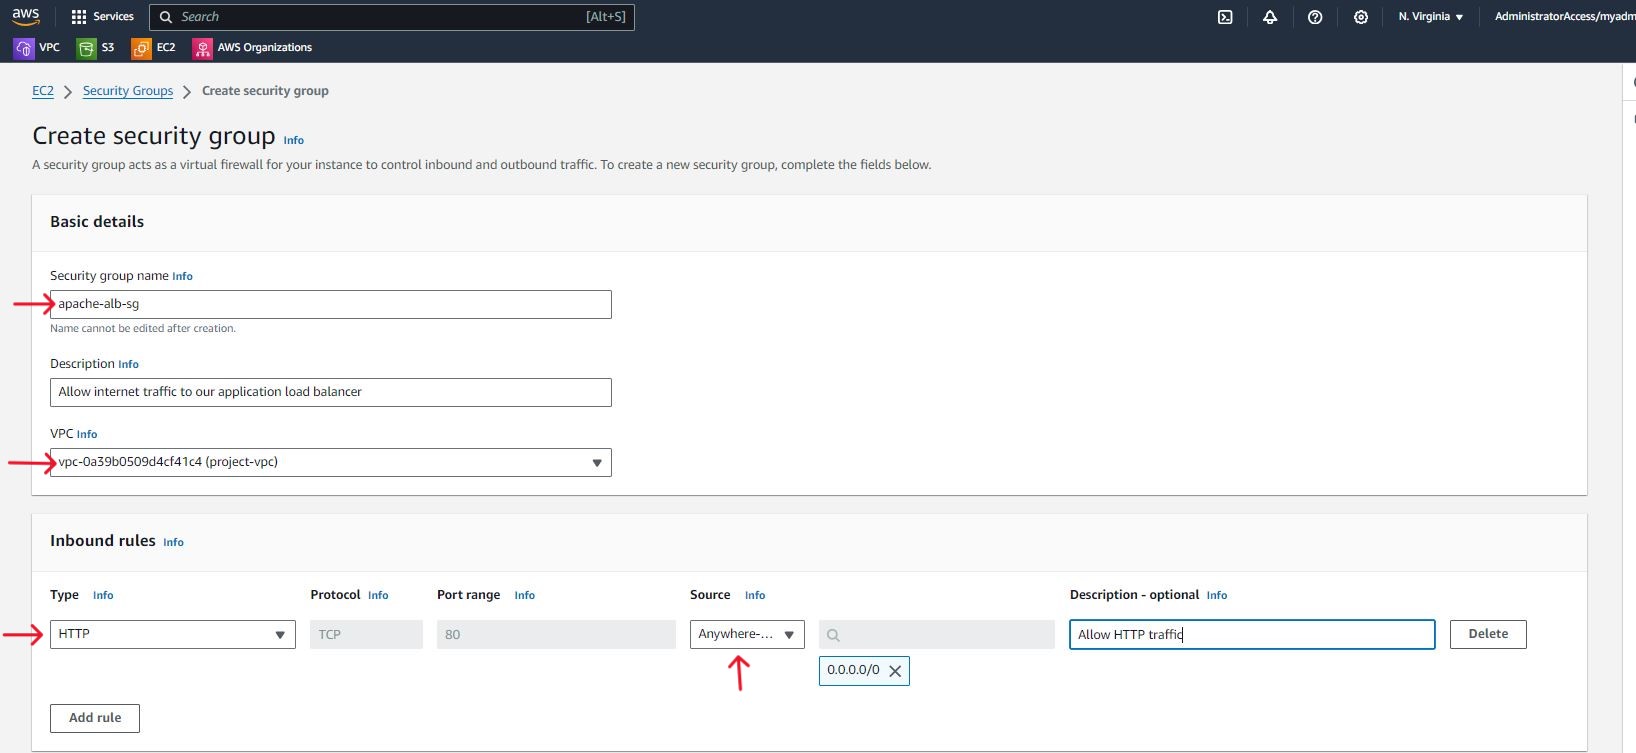 aws Services Search [Alt+S] N. Virginia AdministratorAccess/myadm
VPC S3 EC2 AWS Organizations
EC2 > Security Groups > Create security group
Create security group Info
A security group acts as a virtual firewall for your instance to control inbound and outbound traffic. To create a new security group, complete the fields below.
Basic details
Security group name Info
apache-alb-sg
Name cannot be edited after creation.
Description Info
Allow internet traffic to our application load balancer
VPC Info
vpc-0a39b0509d4cf41c4 (project-vpc)
Inbound rules Info
Type Info Protocol Info Port range Info Source Info Description - optional Info
HTTP TCP 80 Anywhere-... Allow HTTP traffic Delete
0.0.0.0/0
Add rule